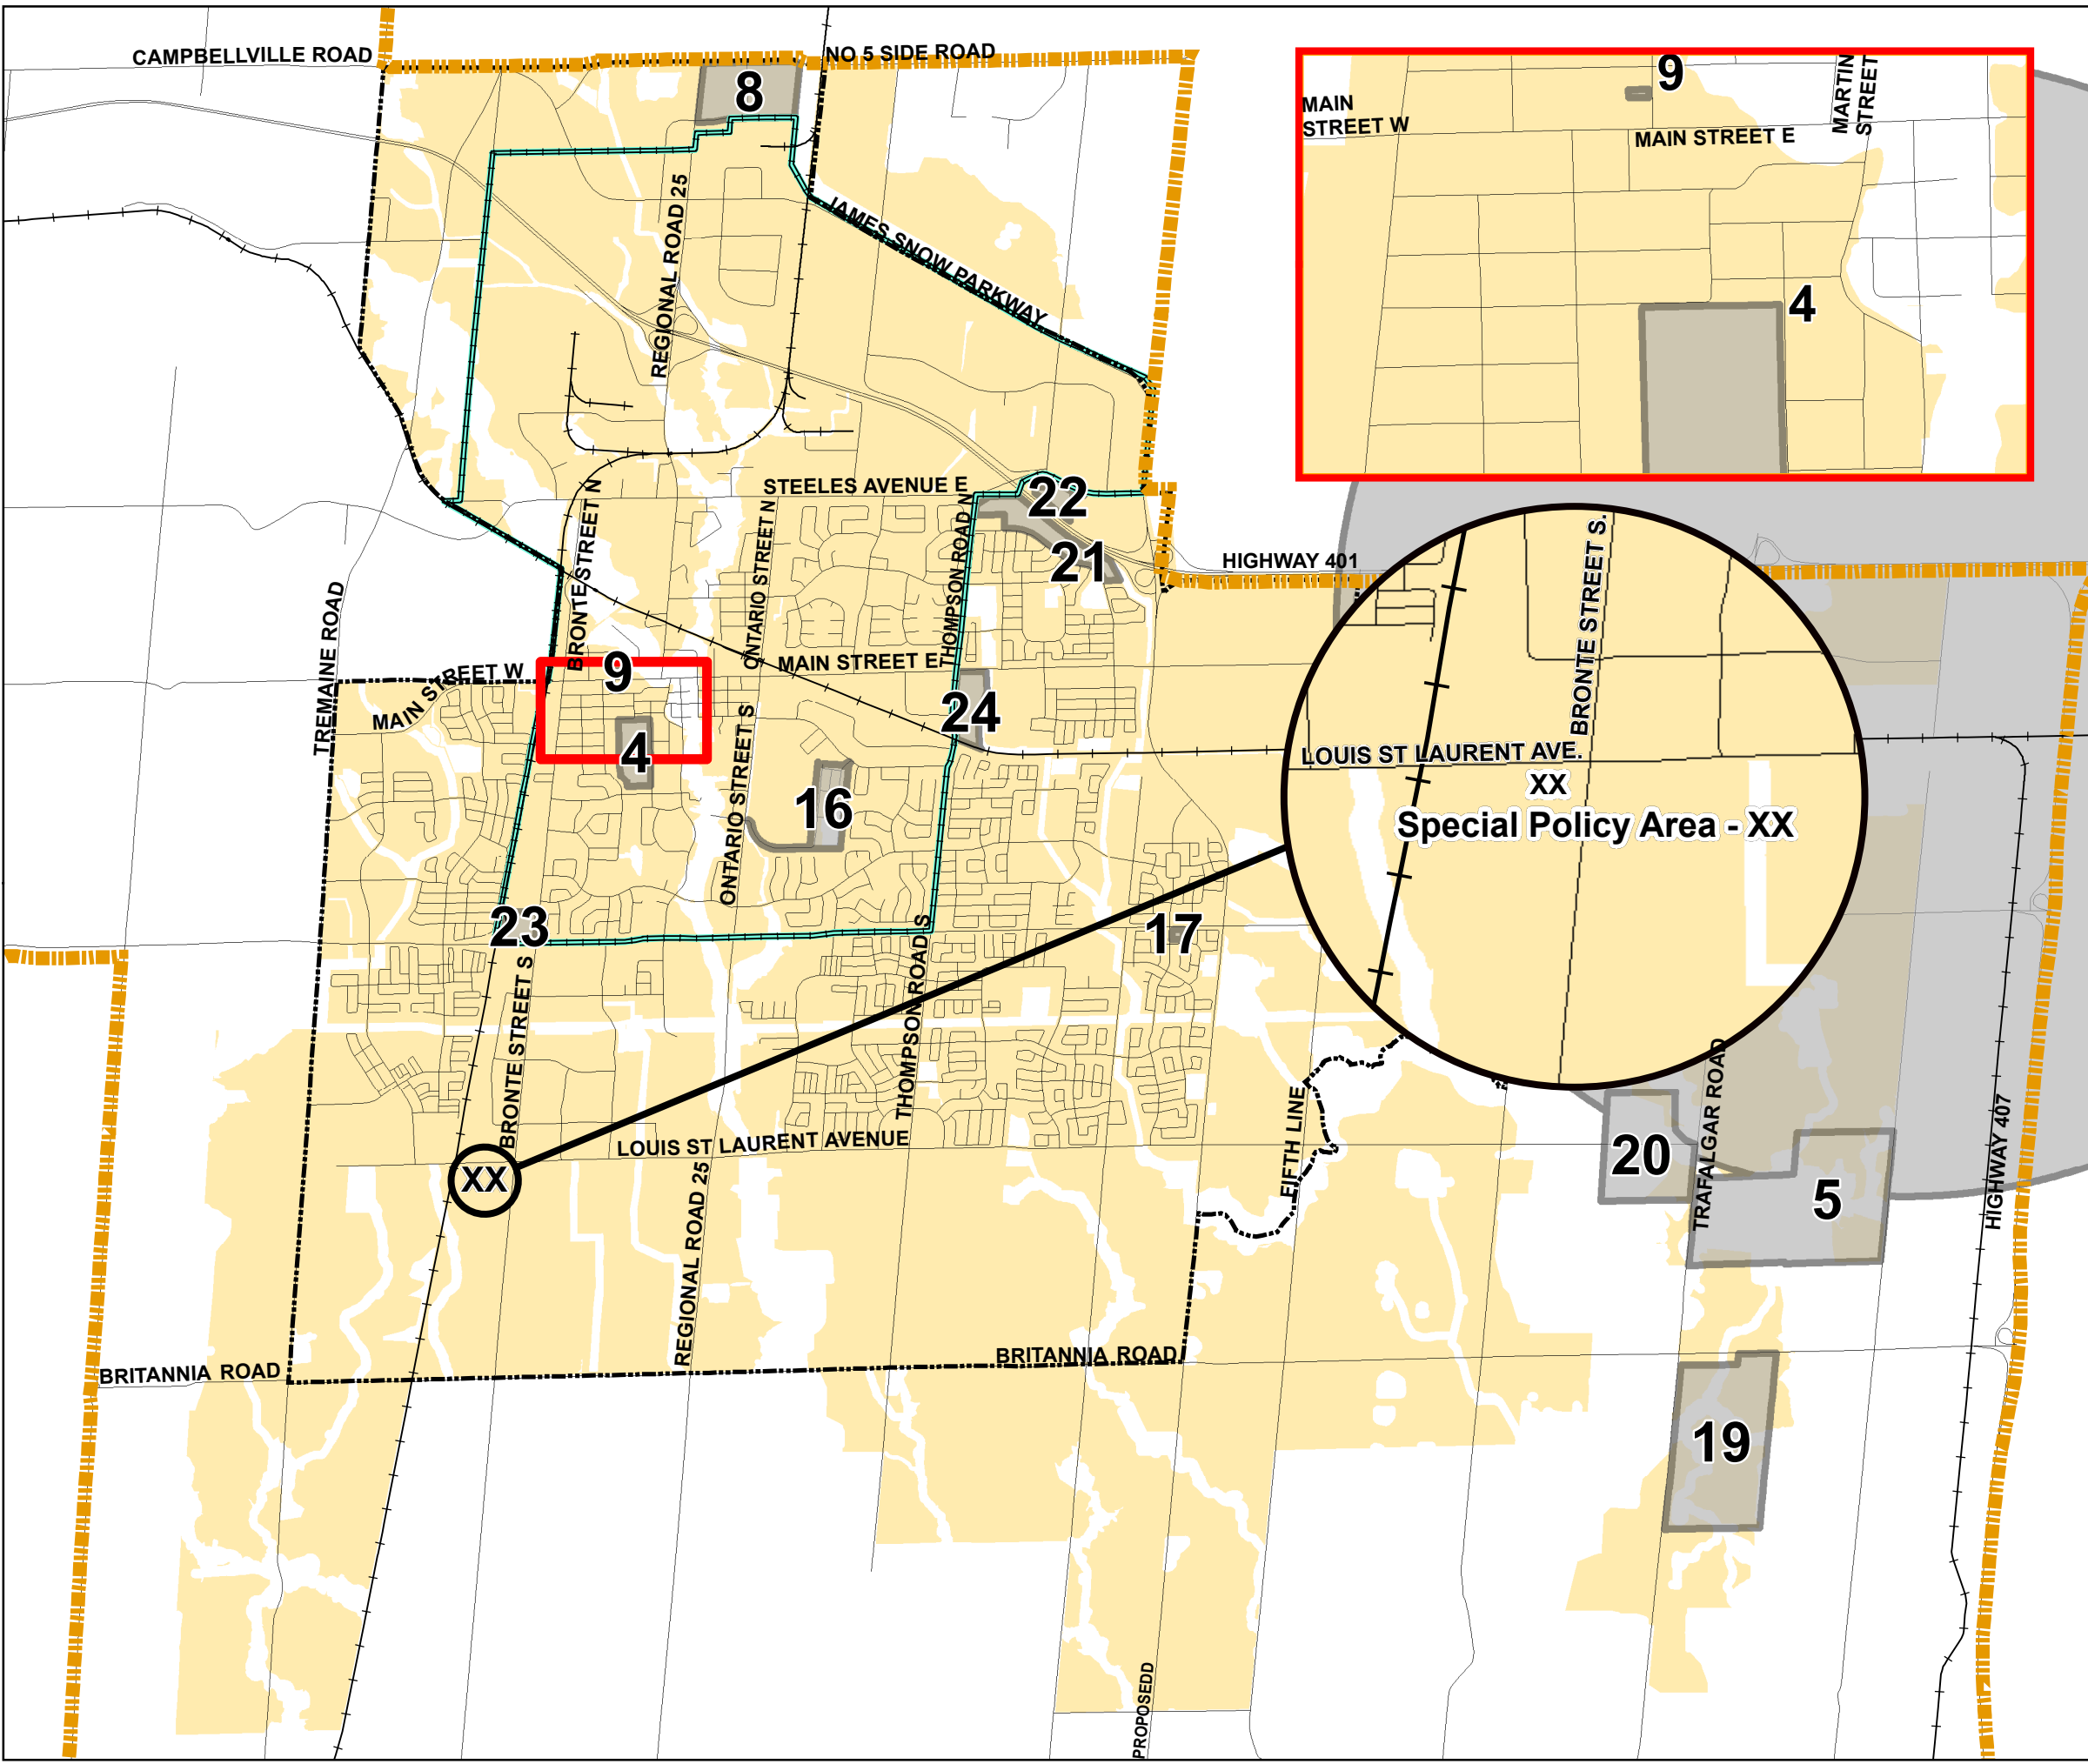 CAMPBELLVILLE ROAD
NO 5 SIDE ROAD
8
9
MAIN
STREET W
MARTIN
STREET
MAIN STREET E
4
REGIONAL ROAD 25
JAMES SNOW PARKWAY
STEELES AVENUE E
22
21
BRONTE STREET N
ONTARIO STREET N
THOMPSON ROAD N
HIGHWAY 401
BRONTE STREET S.
TREMAINE ROAD
MAIN STREET W
9
MAIN STREET E
4
24
ONTARIO STREET S
16
LOUIS ST LAURENT AVE.
XX
Special Policy Area - XX
23
17
BRONTE STREET S
THOMPSON ROAD S
LOUIS ST LAURENT AVENUE
XX
REGIONAL ROAD 25
FIFTH LINE
20
TRAFALGAR ROAD
5
HIGHWAY 407
BRITANNIA ROAD
BRITANNIA ROAD
19
PROPOSEDD